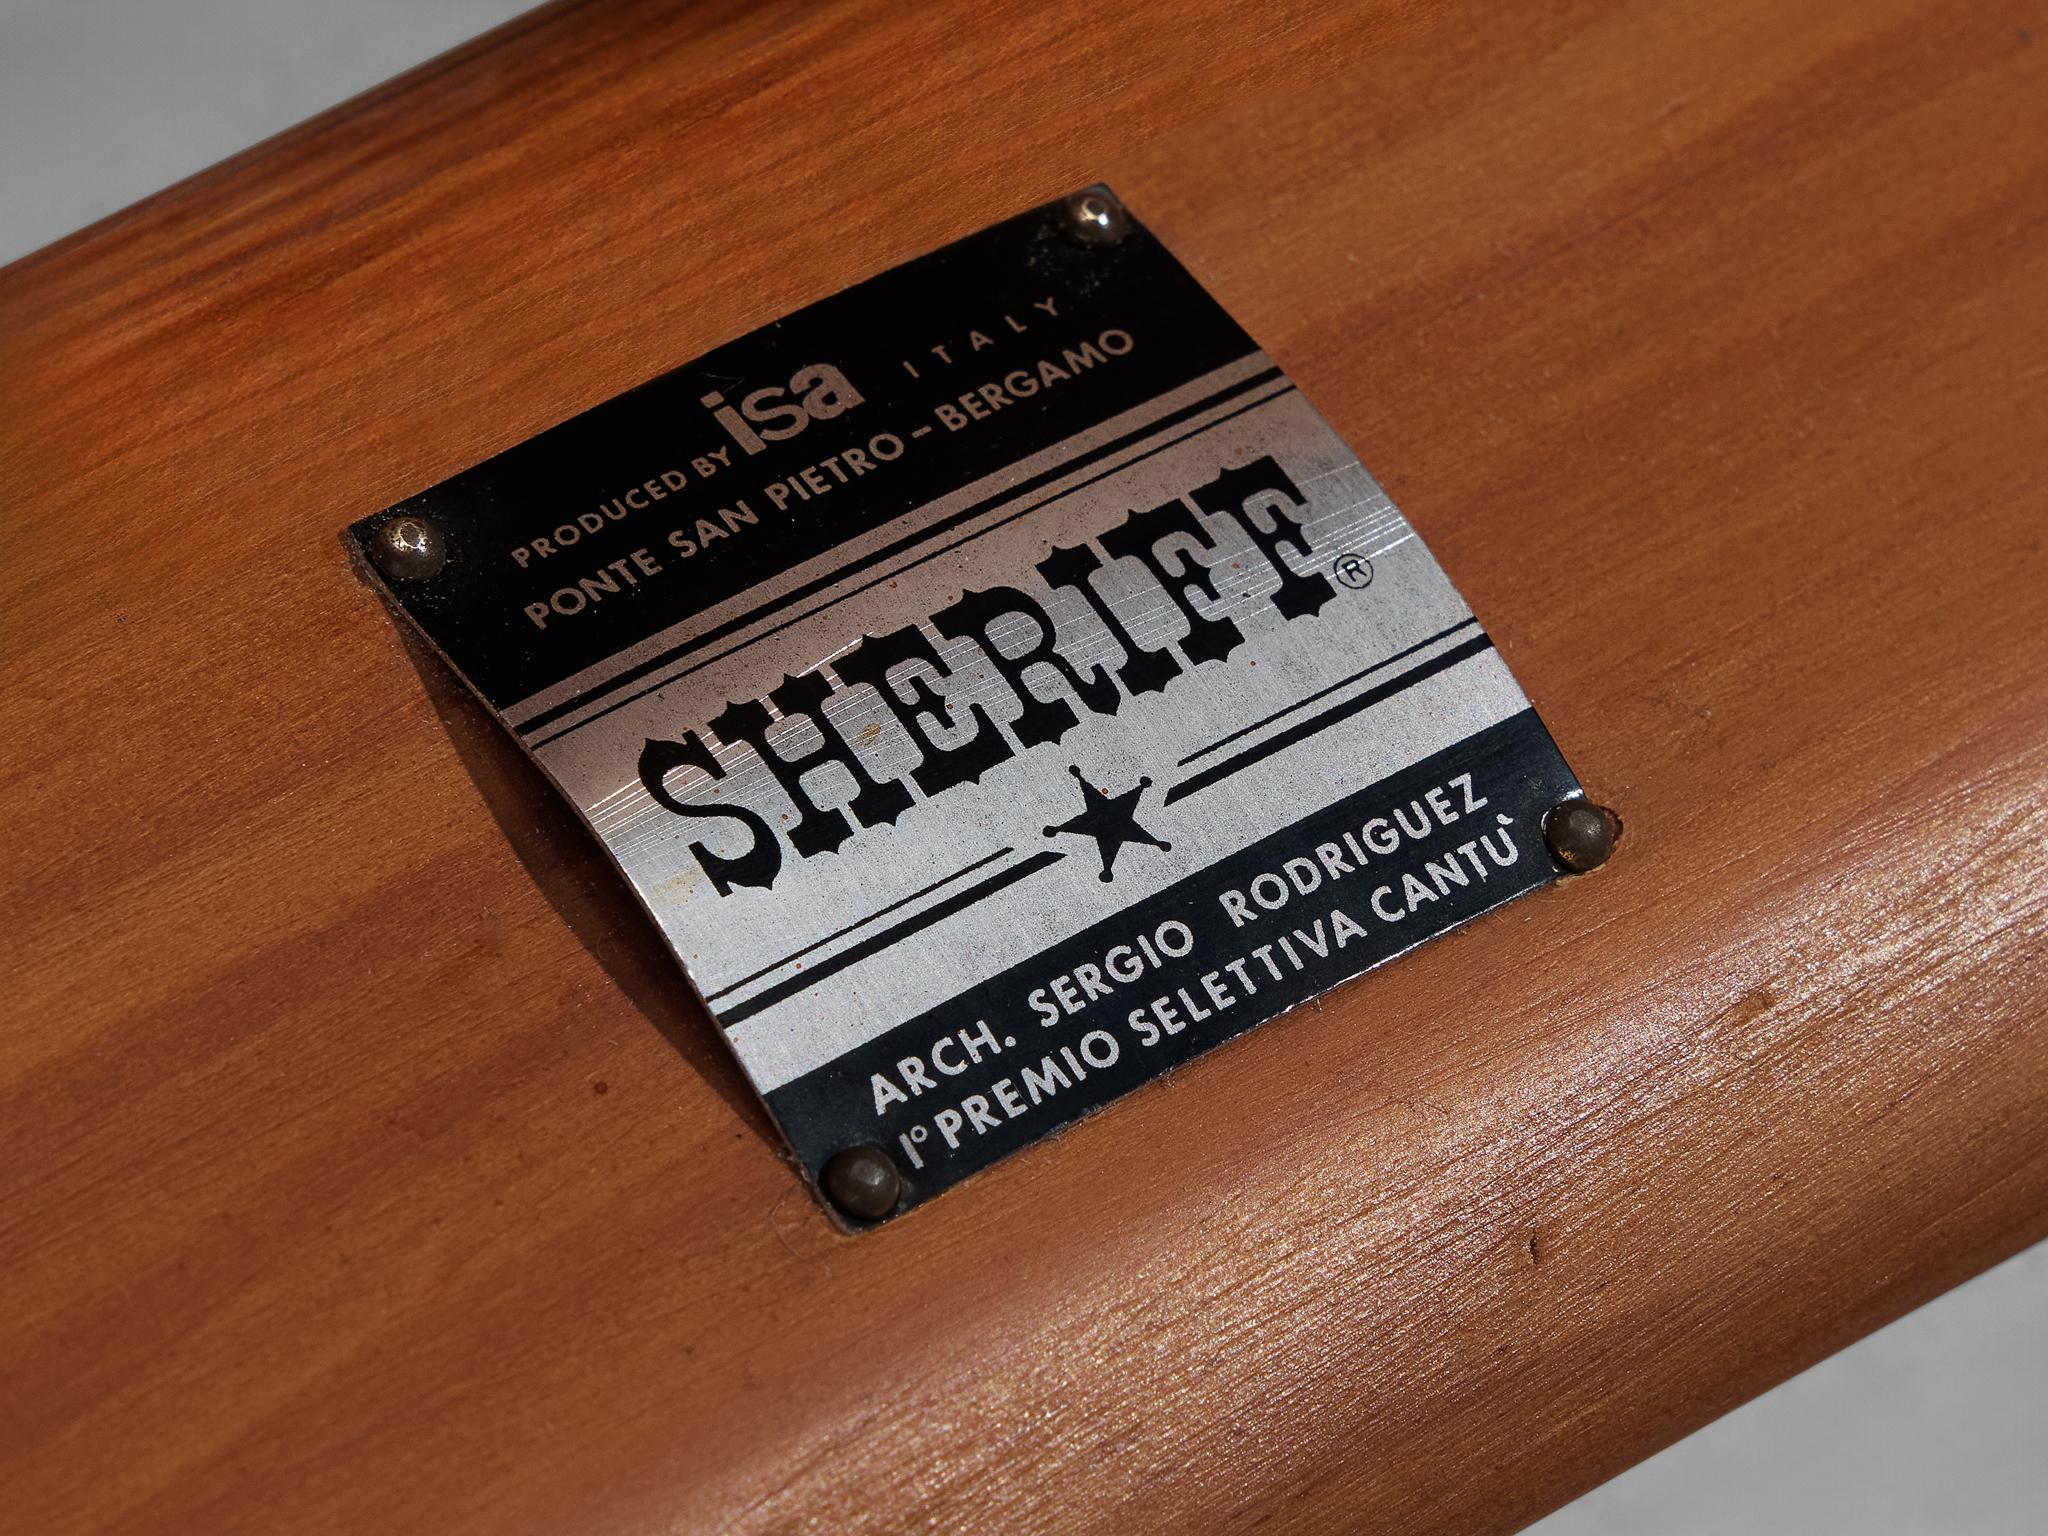 PRODUCED BY isa ITALY
PONTE SAN PIETRO-BERGAMO
SHERIFF®
ARCH. SERGIO RODRIGUEZ
1° PREMIO SELETTIVA CANTÙ